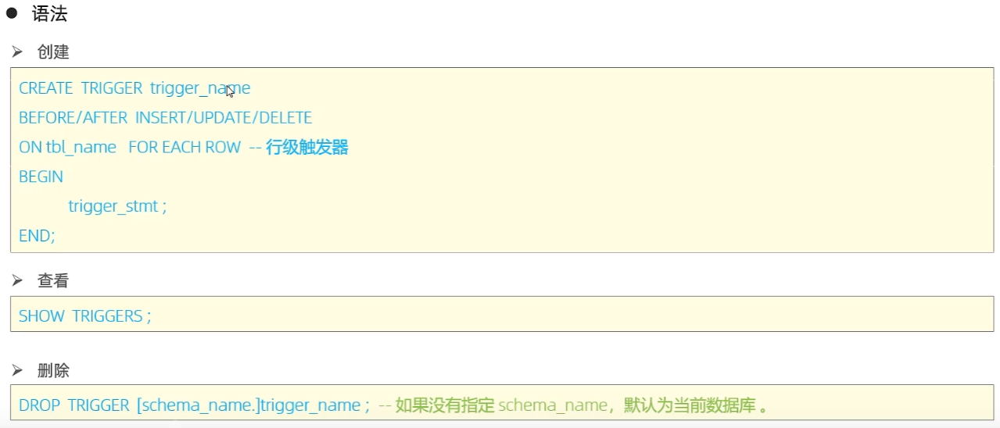 语法
创建
CREATE TRIGGER trigger_name
BEFORE/AFTER INSERT/UPDATE/DELETE
ON tbl_name FOR EACH ROW -- 行级触发器
BEGIN
trigger_stmt ;
END;
查看
SHOW TRIGGERS ;
删除
DROP TRIGGER [schema_name.]trigger_name ; -- 如果没有指定 schema_name，默认为当前数据库 。